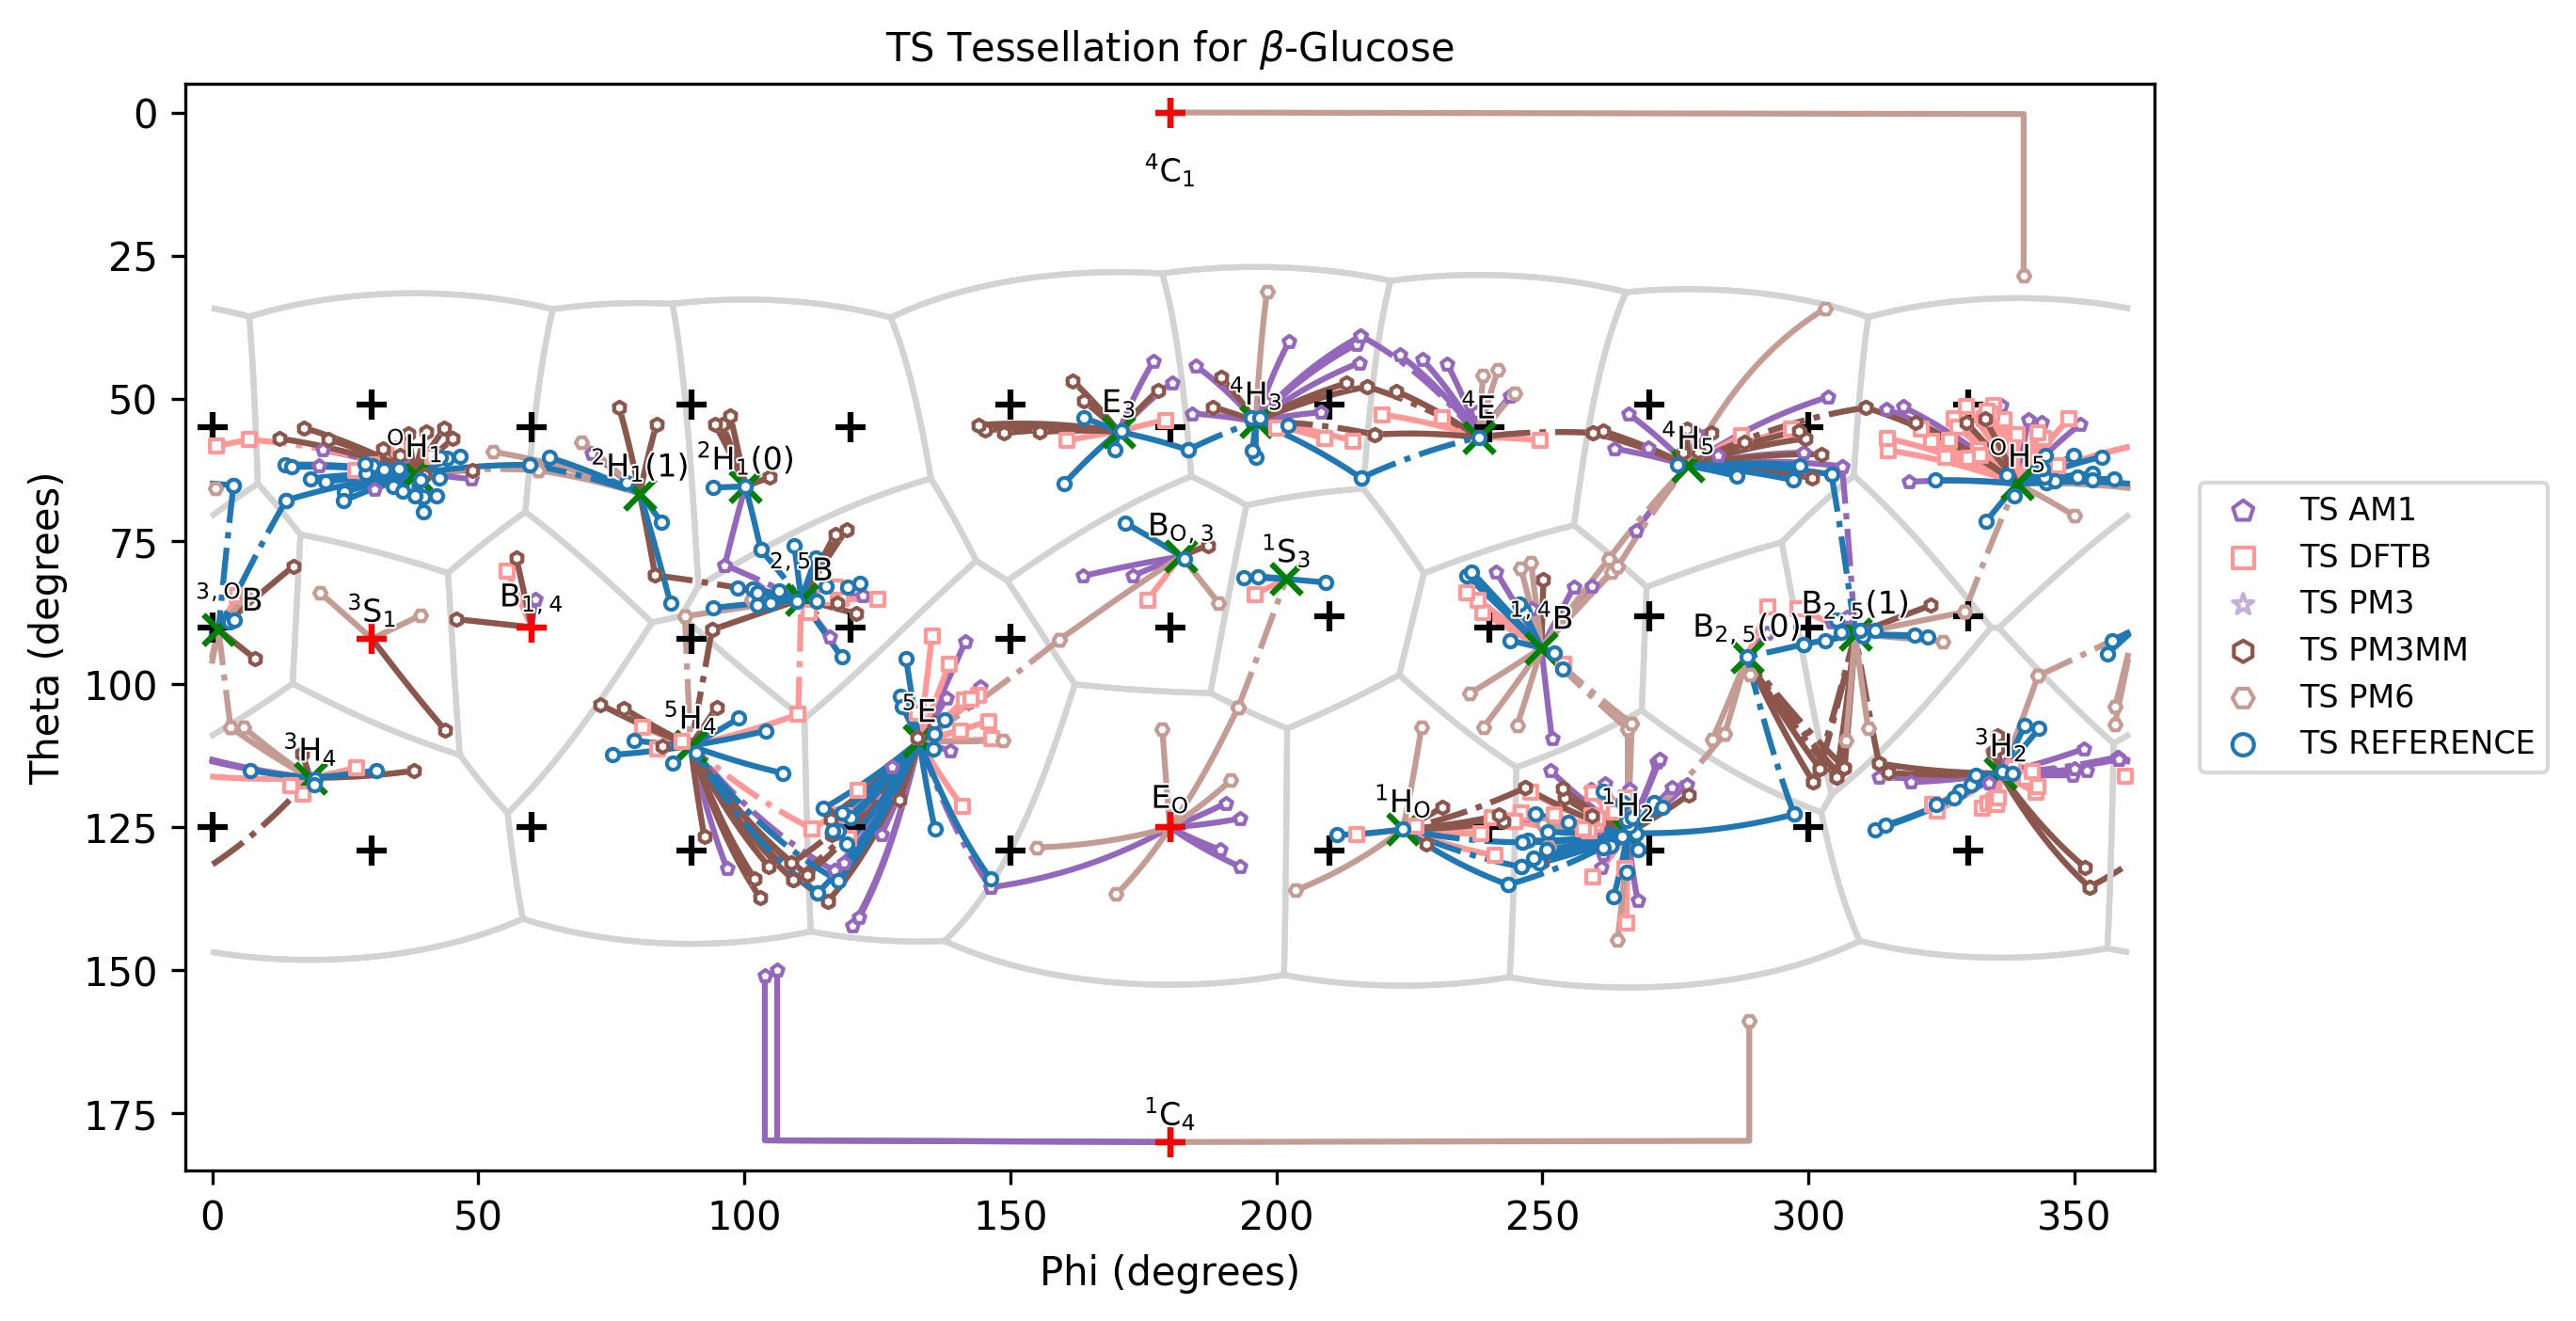 TS Tessellation for β-Glucose
Theta (degrees)
0
25
50
75
100
125
150
175
⁴C₁
ᴼH₁
²H₁(1)
²H₁(0)
E₃
⁴H₃
⁴E
⁴H₅
ᴼH₅
³,ᴼB
³S₁
B₁,₄
²,⁵B
B_O,₃
¹S₃
¹,⁴B
B₂,₅(0)
B₂,₅(1)
³H₄
⁵H₄
⁵E
E_O
¹H_O
¹H₂
³H₂
¹C₄
0 50 100 150 200 250 300 350
Phi (degrees)
TS AM1
TS DFTB
TS PM3
TS PM3MM
TS PM6
TS REFERENCE